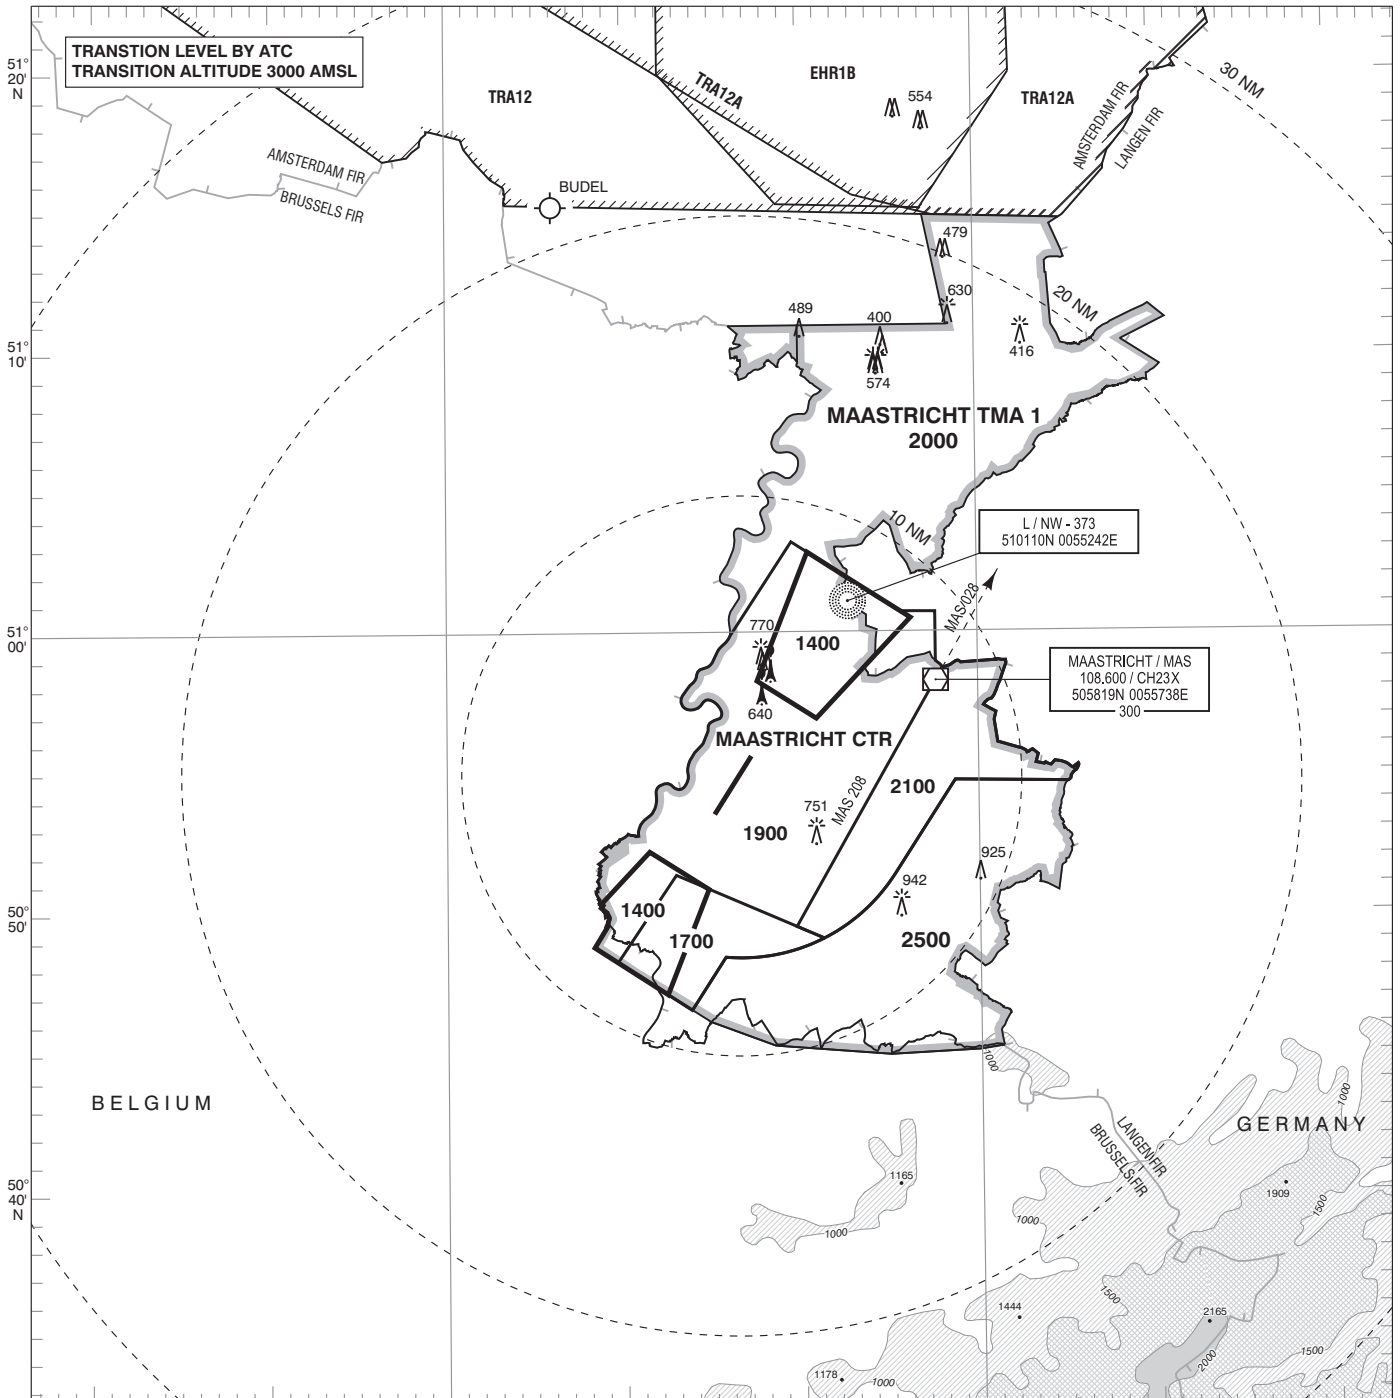 TRANSTION LEVEL BY ATC
TRANSITION ALTITUDE 3000 AMSL
51°
20'
N
TRA12
TRA12A
EHR1B
554
TRA12A
30 NM
AMSTERDAM FIR
LANGEN FIR
AMSTERDAM FIR
BRUSSELS FIR
BUDEL
479
630
20 NM
489
400
416
574
51°
10'
MAASTRICHT TMA 1
2000
10 NM
L / NW - 373
510110N 0055242E
MAS 028
51°
00'
770
1400
MAASTRICHT / MAS
108.600 / CH23X
505819N 0055738E
300
640
MAASTRICHT CTR
2100
MAS 208
751
1900
925
942
50°
50'
1400
1700
2500
1000
BELGIUM
GERMANY
1000
LANGEN FIR
BRUSSELS FIR
1165
50°
40'
N
1909
1500
1000
1000
1500
1444
2165
2000
1500
1178
1000